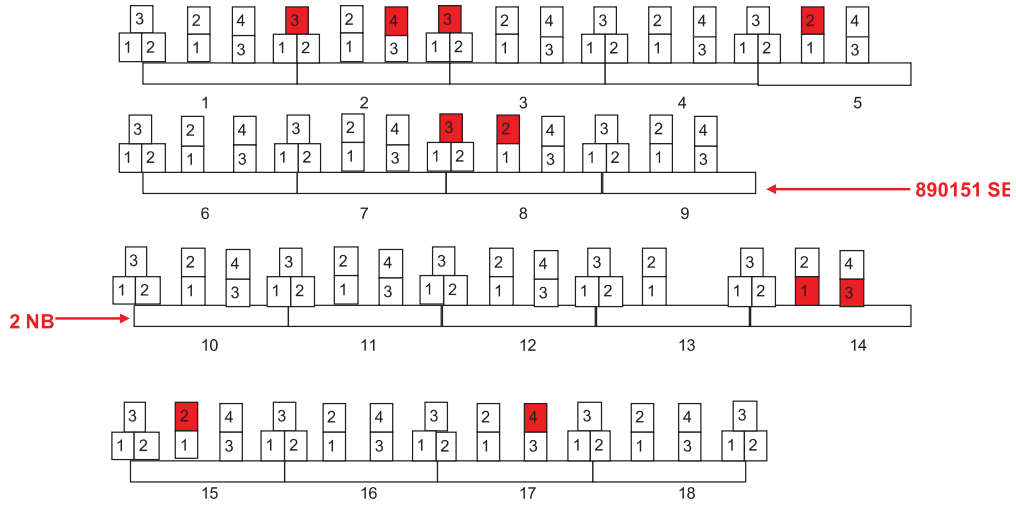 3 2 4 3 2 4 3 2 4 3 2 4 3 2 4
1 2 1 3 1 2 1 3 1 2 1 3 1 2 1 3 1 2 1 3
1 2 3 4 5
3 2 4 3 2 4 3 2 4 3 2 4
1 2 1 3 1 2 1 3 1 2 1 3 1 2 1 3
890151
6 7 8 9
3 2 4 3 2 4 3 2 4 3 2 3 2 4
1 2 1 3 1 2 1 3 1 2 1 3 1 2 1 1 2 1 3
2 NB
10 11 12 13 14
3 2 4 3 2 4 3 2 4 3 2 4 3
1 2 1 3 1 2 1 3 1 2 1 3 1 2 1 3 1 2
15 16 17 18